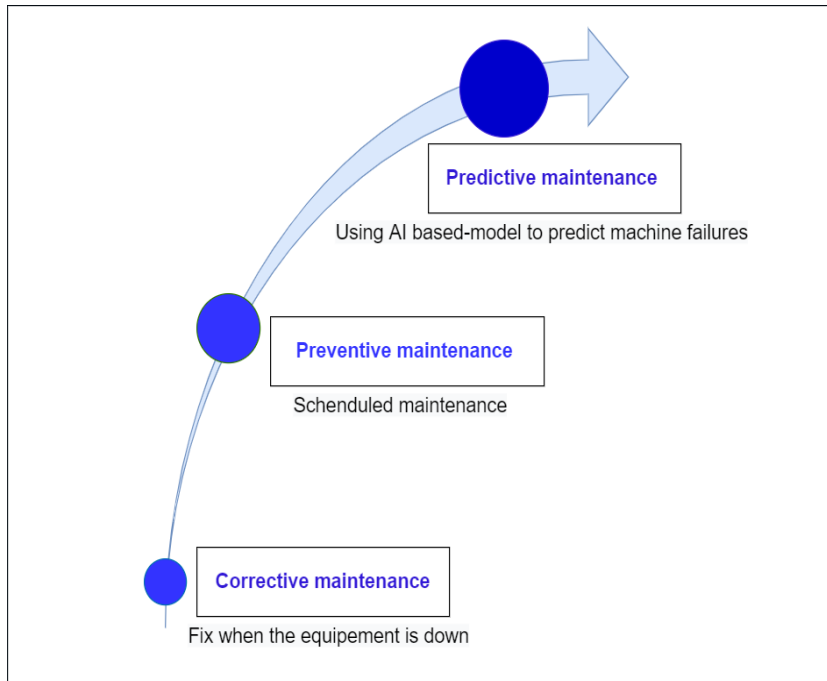 Predictive maintenance
Using AI based-model to predict machine failures
Preventive maintenance
Schenduled maintenance
Corrective maintenance
Fix when the equipement is down